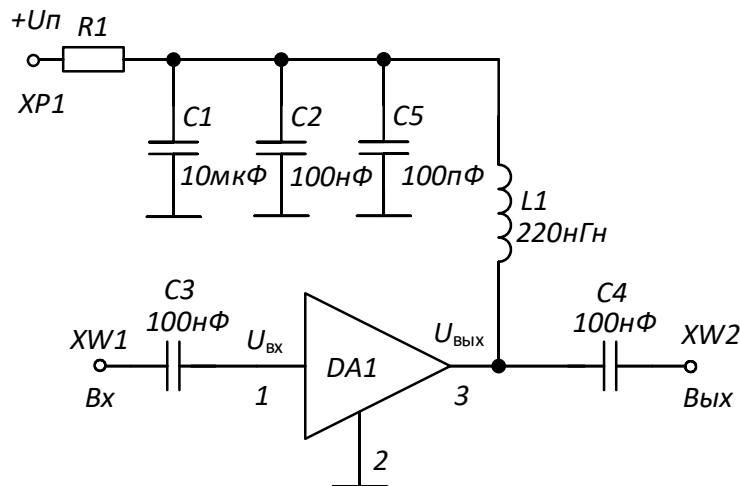 +Uп
R1
XP1
C1
10мкФ
C2
100нФ
C5
100пФ
L1
220нГн
C3
100нФ
C4
100нФ
XW1
Вх
Uвх
1
DA1
Uвых
3
2
XW2
Вых